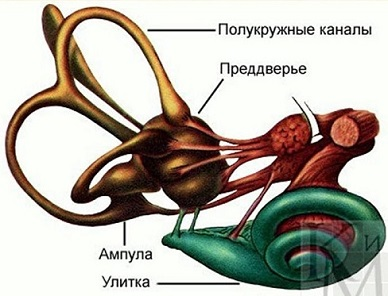 Полукружные каналы
Преддверье
Ампула
Улитка